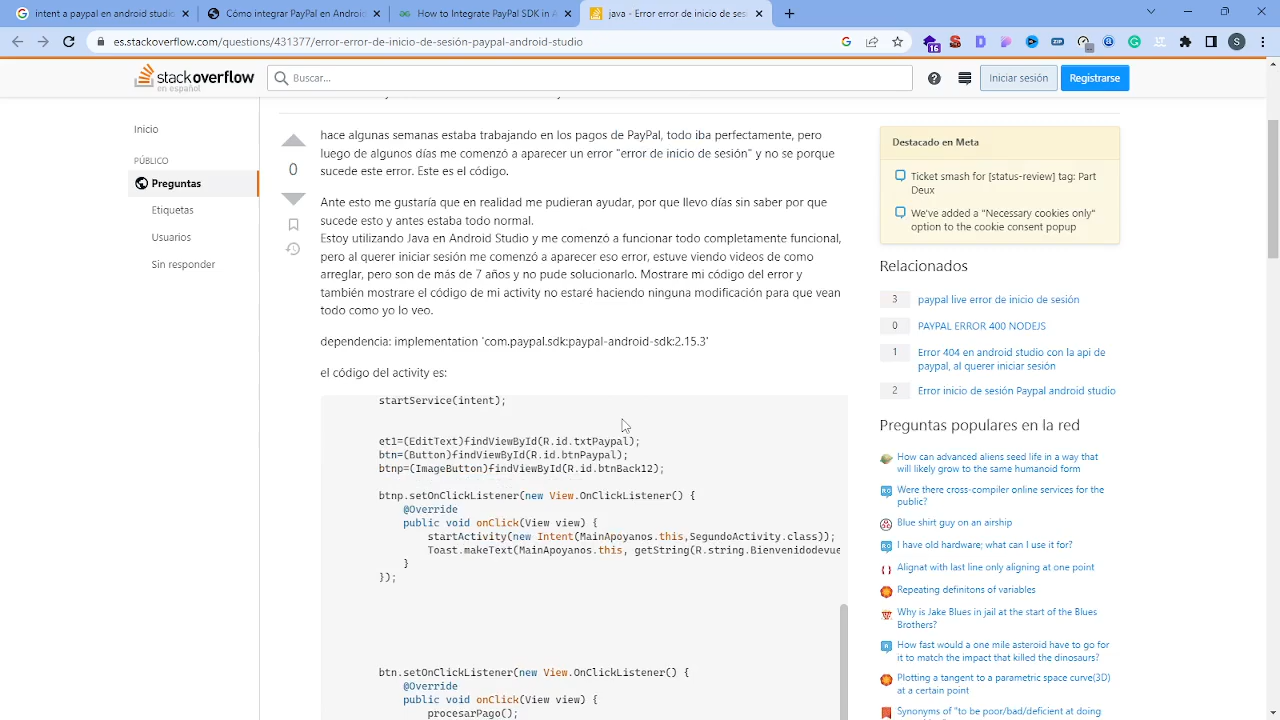 intent a paypal en android studio
Cómo integrar PayPal en Android
How to Integrate PayPal SDK in A
java - Error error de inicio de ses
es.stackoverflow.com/questions/431377/error-error-de-inicio-de-sesión-paypal-android-studio
16
ZIP
S
stackoverflow
en español
Buscar...
Iniciar sesión
Registrarse
Inicio
PÚBLICO
Preguntas
Etiquetas
Usuarios
Sin responder
0
hace algunas semanas estaba trabajando en los pagos de PayPal, todo iba perfectamente, pero
luego de algunos días me comenzó a aparecer un error "error de inicio de sesión" y no se porque
sucede este error. Este es el código.
Ante esto me gustaría que en realidad me pudieran ayudar, por que llevo días sin saber por que
sucedo esto y antes estaba todo normal.
Estoy utilizando Java en Android Studio y me comenzó a funcionar todo completamente funcional,
pero al querer iniciar sesión me comenzó a aparecer eso error, estuve viendo videos de como
arreglar, pero son de más de 7 años y no pude solucionarlo. Mostrare mi código del error y
también mostrare el código de mi activity no estaré haciendo ninguna modificación para que vean
todo como yo lo veo.
dependencia: implementation 'com.paypal.sdk:paypal-android-sdk:2.15.3'
el código del activity es:
startService(intent);
et1=(EditText)findViewById(R.id.txtPaypal);
btn=(Button)findViewById(R.id.btnPaypal);
btnp=(ImageButton)findViewById(R.id.btnBack12);
btnp.setOnClickListener(new View.OnClickListener() {
@Override
public void onClick(View view) {
startActivity(new Intent(MainApoyanos.this,SegundoActivity.class));
Toast.makeText(MainApoyanos.this, getString(R.string.Bienvenidodevue
}
});
btn.setOnClickListener(new View.OnClickListener() {
@Override
public void onClick(View view) {
procesarPago();
Destacado en Meta
Ticket smash for [status-review] tag: Part
Deux
We've added a "Necessary cookies only"
option to the cookie consent popup
Relacionados
3 paypal live error de inicio de sesión
0 PAYPAL ERROR 400 NODEJS
1 Error 404 en android studio con la api de
paypal, al querer iniciar sesión
2 Error inicio de sesión Paypal android studio
Preguntas populares en la red
How can advanced aliens seed life in a way that
will likely grow to the same humanoid form
Were there cross-compiler online services for the
public?
Blue shirt guy on an airship
I have old hardware; what can I use it for?
Alignat with last line only aligning at one point
Repeating definitons of variables
Why is Jake Blues in jail at the start of the Blues
Brothers?
How fast would a one mile asteroid have to go for
it to match the impact that killed the dinosaurs?
Plotting a tangent to a parametric space curve(3D)
at a certain point
Synonyms of "to be poor/bad/deficient at doing